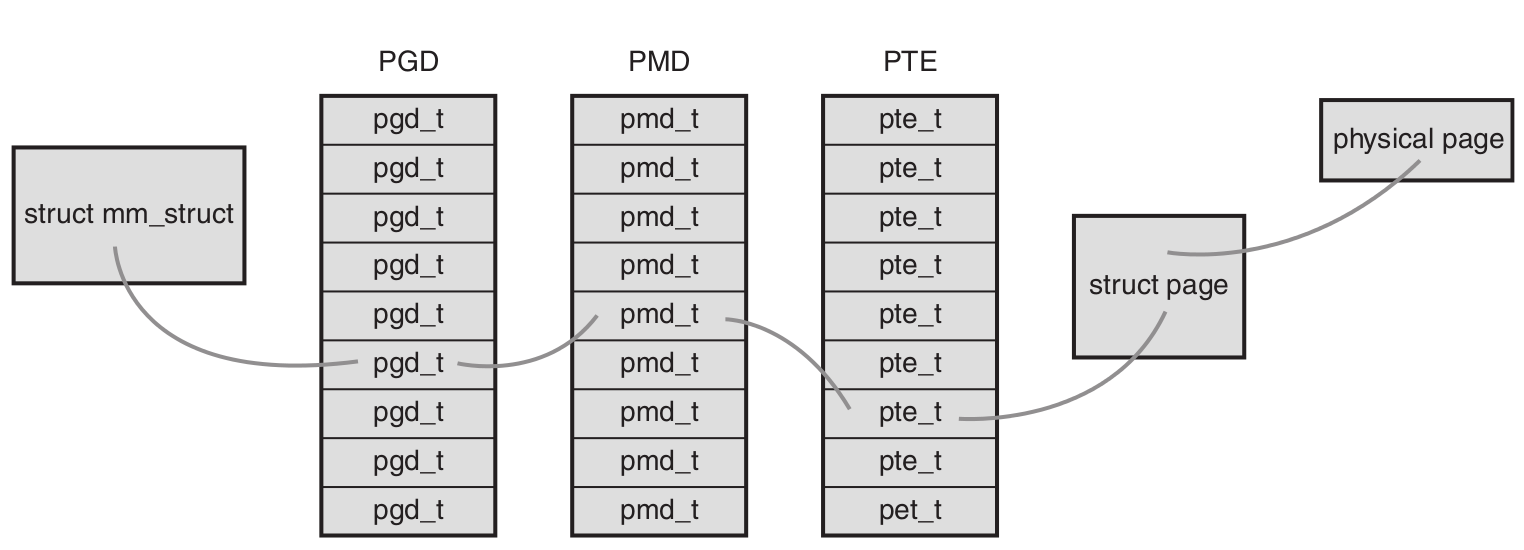 PGD
PMD
PTE
struct mm_struct
pgd_t
pgd_t
pgd_t
pgd_t
pgd_t
pgd_t
pgd_t
pgd_t
pgd_t
pmd_t
pmd_t
pmd_t
pmd_t
pmd_t
pmd_t
pmd_t
pmd_t
pmd_t
pte_t
pte_t
pte_t
pte_t
pte_t
pte_t
pte_t
pte_t
pet_t
struct page
physical page